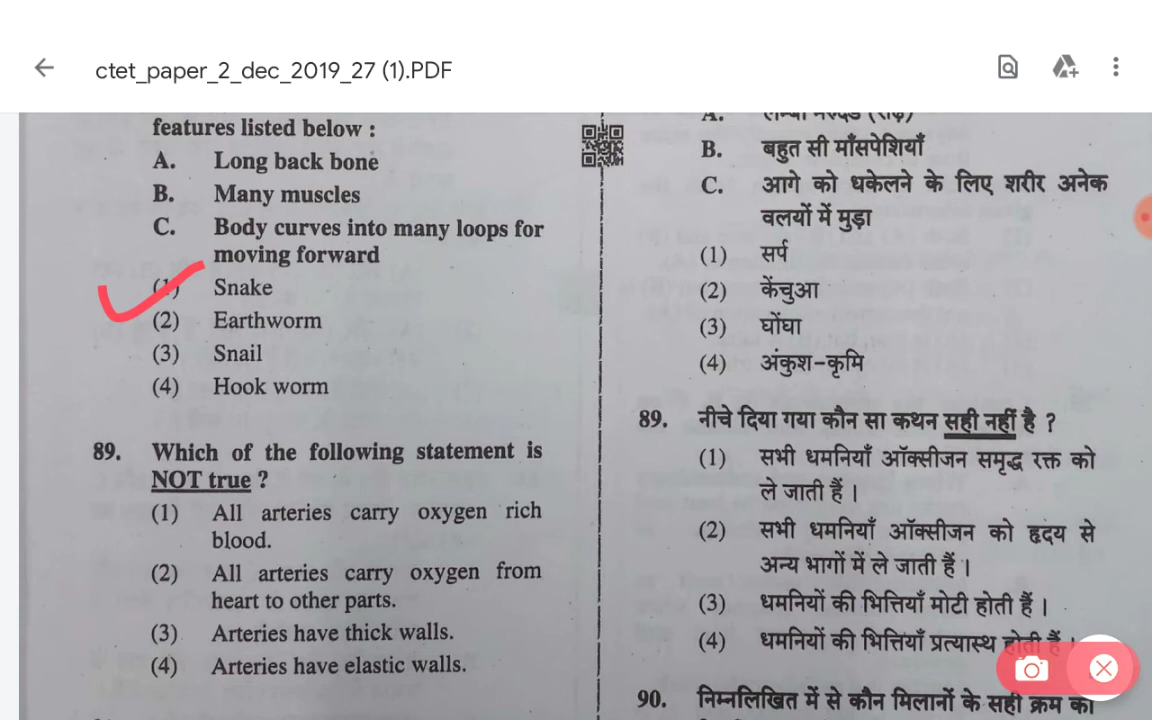 ctet_paper_2_dec_2019_27 (1).PDF
features listed below :
A. Long back bone
B. Many muscles
C. Body curves into many loops for
moving forward
(1) Snake
(2) Earthworm
(3) Snail
(4) Hook worm
89. Which of the following statement is
NOT true ?
(1) All arteries carry oxygen rich
blood.
(2) All arteries carry oxygen from
heart to other parts.
(3) Arteries have thick walls.
(4) Arteries have elastic walls.
A.
B. बहुत सी माँसपेशियाँ
C. आगे को धकेलने के लिए शरीर अनेक
वलयों में मुड़ा
(1) सर्प
(2) केंचुआ
(3) घोंघा
(4) अंकुश-कृमि
89. नीचे दिया गया कौन सा कथन सही नहीं है ?
(1) सभी धमनियाँ ऑक्सीजन समृद्ध रक्त को
ले जाती हैं ।
(2) सभी धमनियाँ ऑक्सीजन को हृदय से
अन्य भागों में ले जाती हैं ।
(3) धमनियों की भित्तियाँ मोटी होती हैं ।
(4) धमनियों की भित्तियाँ प्रत्यास्थ होती हैं ।
90. निम्नलिखित में से कौन मिलानों के सही क्रम को